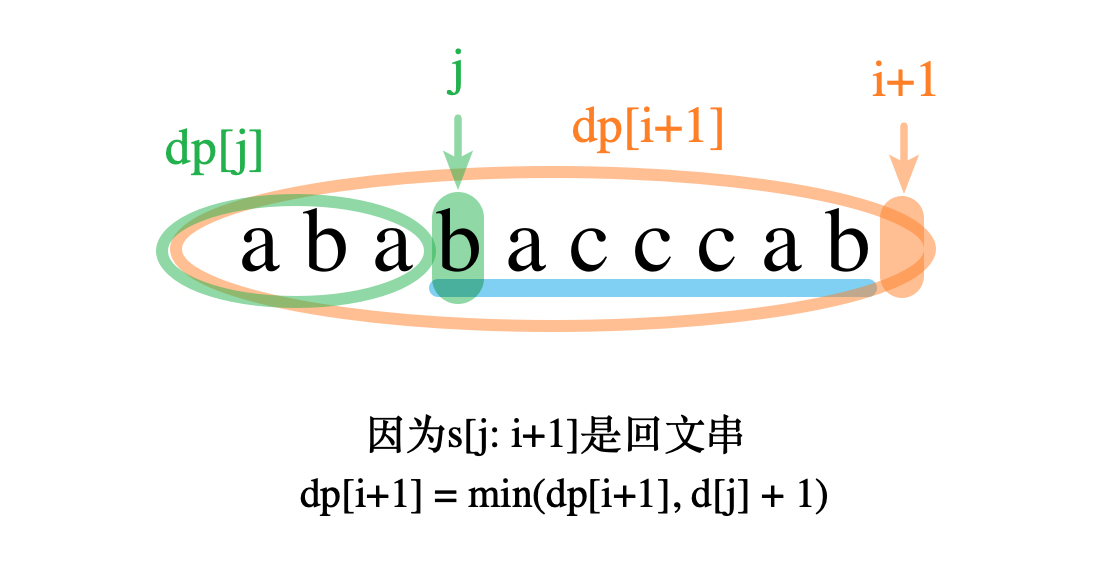 j
i+1
dp[i+1]
dp[j]
a b a b a c c c a b
因为s[j: i+1]是回文串
dp[i+1] = min(dp[i+1], d[j] + 1)